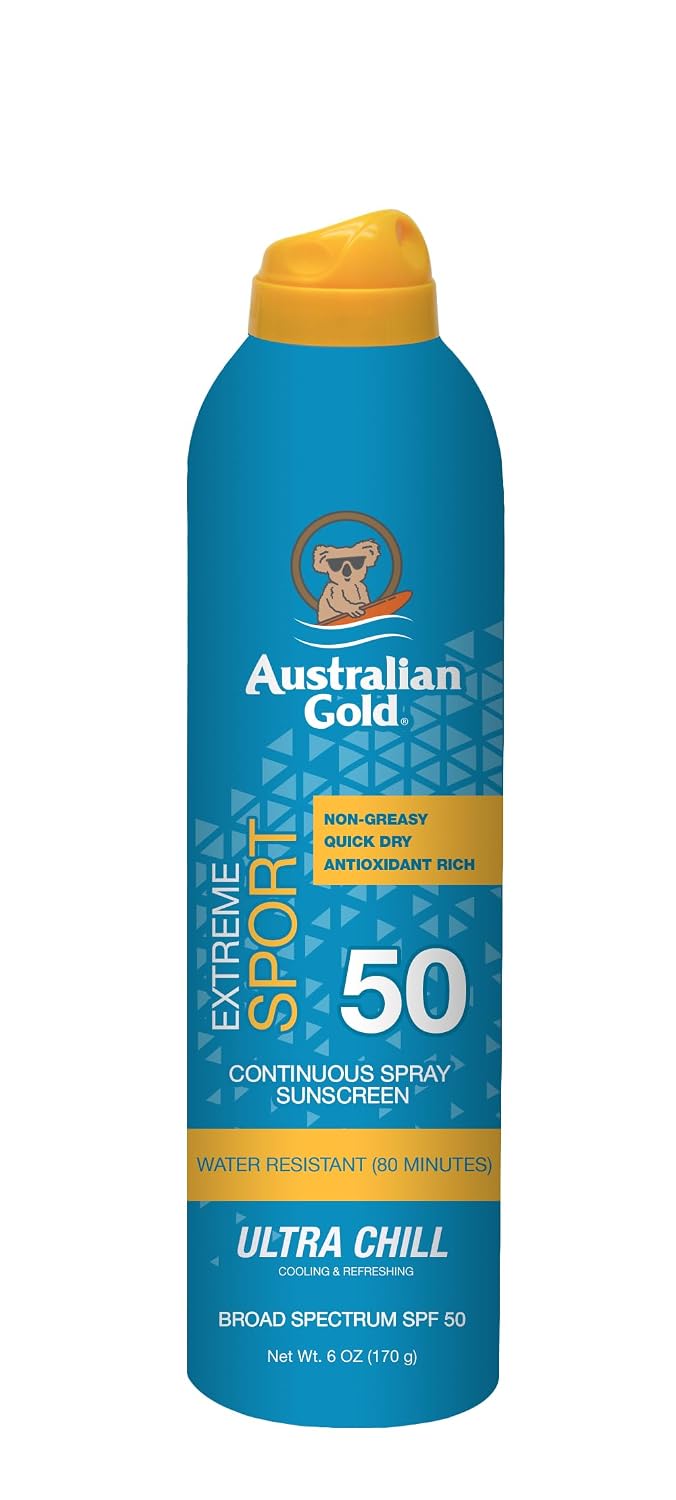 Australian
Gold®
NON-GREASY
QUICK DRY
ANTIOXIDANT RICH
EXTREME
SPORT
50
CONTINUOUS SPRAY
SUNSCREEN
WATER RESISTANT (80 MINUTES)
ULTRA CHILL
COOLING & REFRESHING
BROAD SPECTRUM SPF 50
Net Wt. 6 OZ (170 g)